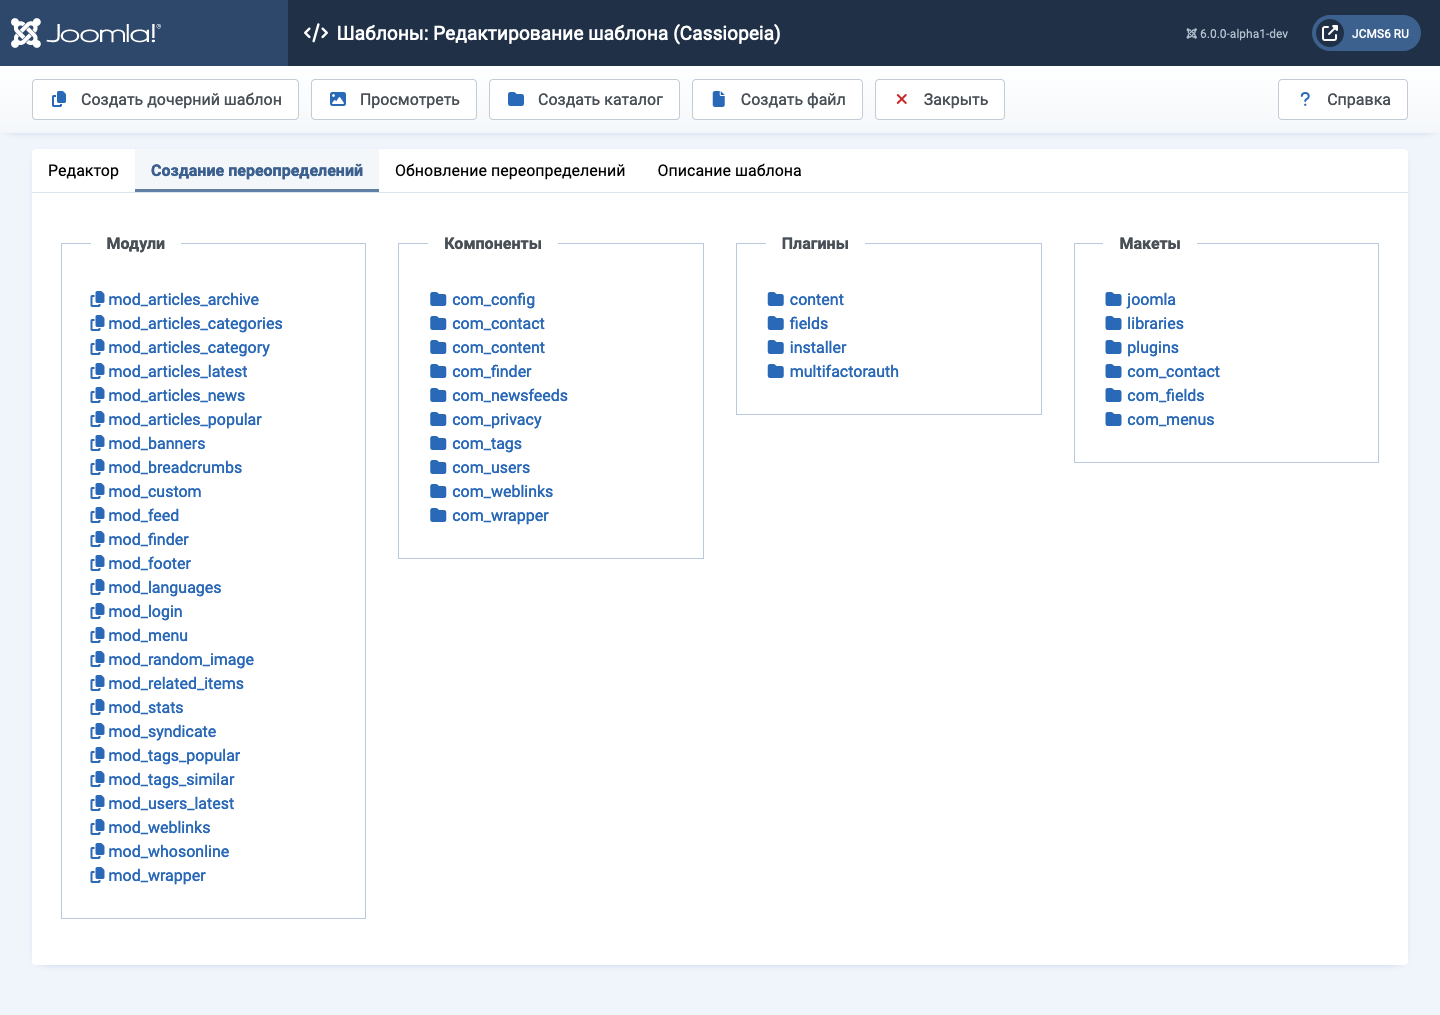 Joomla!®
Шаблоны: Редактирование шаблона (Cassiopeia)
6.0.0-alpha1-dev
JCMS6 RU
Создать дочерний шаблон
Просмотреть
Создать каталог
Создать файл
Закрыть
? Справка
Редактор
Создание переопределений
Обновление переопределений
Описание шаблона
Модули
mod_articles_archive
mod_articles_categories
mod_articles_category
mod_articles_latest
mod_articles_news
mod_articles_popular
mod_banners
mod_breadcrumbs
mod_custom
mod_feed
mod_finder
mod_footer
mod_languages
mod_login
mod_menu
mod_random_image
mod_related_items
mod_stats
mod_syndicate
mod_tags_popular
mod_tags_similar
mod_users_latest
mod_weblinks
mod_whosonline
mod_wrapper
Компоненты
com_config
com_contact
com_content
com_finder
com_newsfeeds
com_privacy
com_tags
com_users
com_weblinks
com_wrapper
Плагины
content
fields
installer
multifactorauth
Макеты
joomla
libraries
plugins
com_contact
com_fields
com_menus